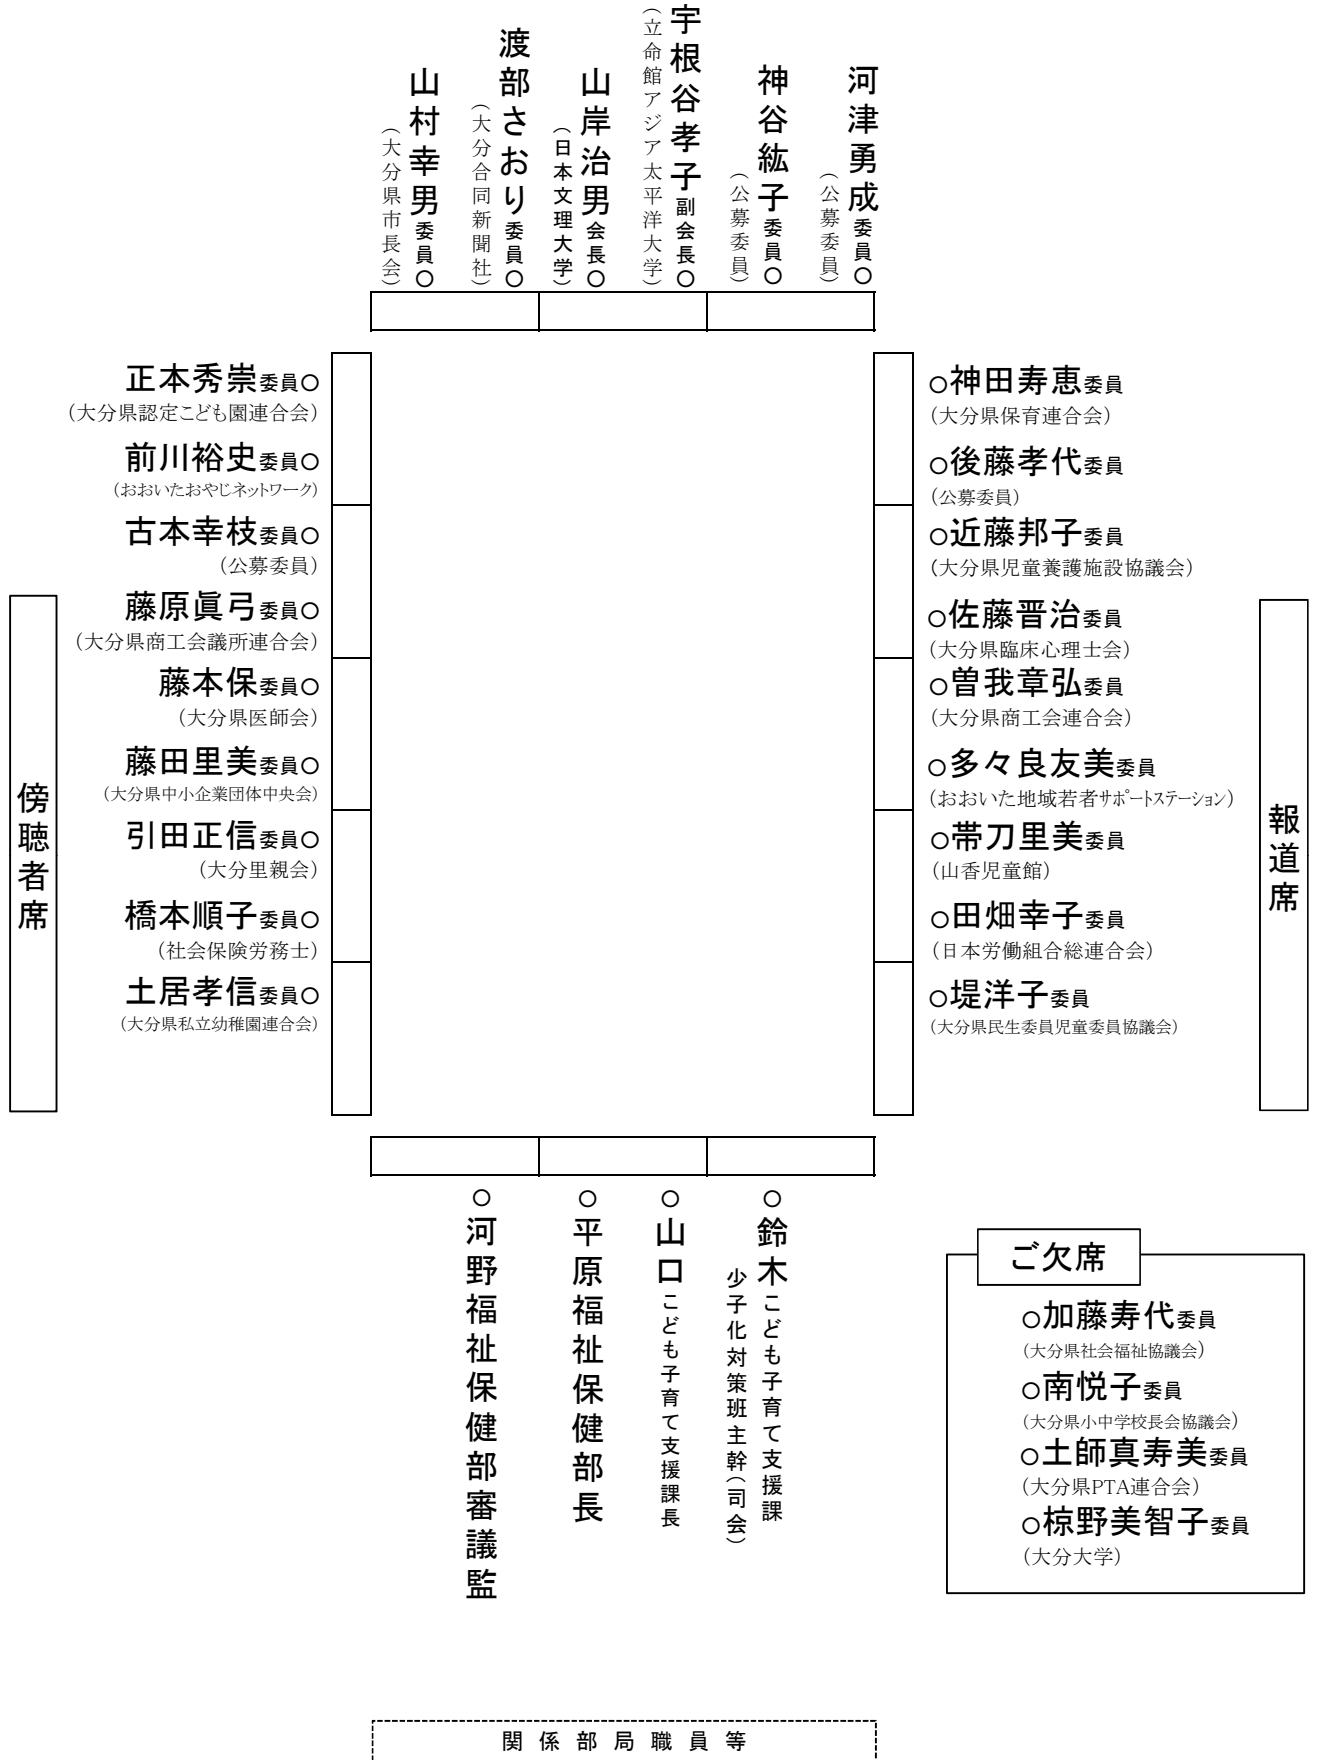 河津勇成委員○
（公募委員）
神谷紘子委員○
（公募委員）
宇根谷孝子副会長○
（立命館アジア太平洋大学）
山岸治男会長○
（日本文理大学）
渡部さおり委員○
（大分合同新聞社）
山村幸男委員○
（大分県市長会）
正本秀崇委員○
（大分県認定こども園連合会）
前川裕史委員○
（おおいたおやじネットワーク）
古本幸枝委員○
（公募委員）
藤原眞弓委員○
（大分県商工会議所連合会）
藤本保委員○
（大分県医師会）
藤田里美委員○
（大分県中小企業団体中央会）
引田正信委員○
（大分里親会）
橋本順子委員○
（社会保険労務士）
土居孝信委員○
（大分県私立幼稚園連合会）
傍聴者席
○神田寿恵委員
（大分県保育連合会）
○後藤孝代委員
（公募委員）
○近藤邦子委員
（大分県児童養護施設協議会）
○佐藤晋治委員
（大分県臨床心理士会）
○曽我章弘委員
（大分県商工会連合会）
○多々良友美委員
（おおいた地域若者サポートステーション）
○帯刀里美委員
（山香児童館）
○田畑幸子委員
（日本労働組合総連合会）
○堤洋子委員
（大分県民生委員児童委員協議会）
報道席
○鈴木こども子育て支援課
少子化対策班主幹（司会）
○山口こども子育て支援課長
○平原福祉保健部長
○河野福祉保健部審議監
ご欠席
○加藤寿代委員
（大分県社会福祉協議会）
○南悦子委員
（大分県小中学校長会協議会）
○土師真寿美委員
（大分県PTA連合会）
○椋野美智子委員
（大分大学）
関係部局職員等